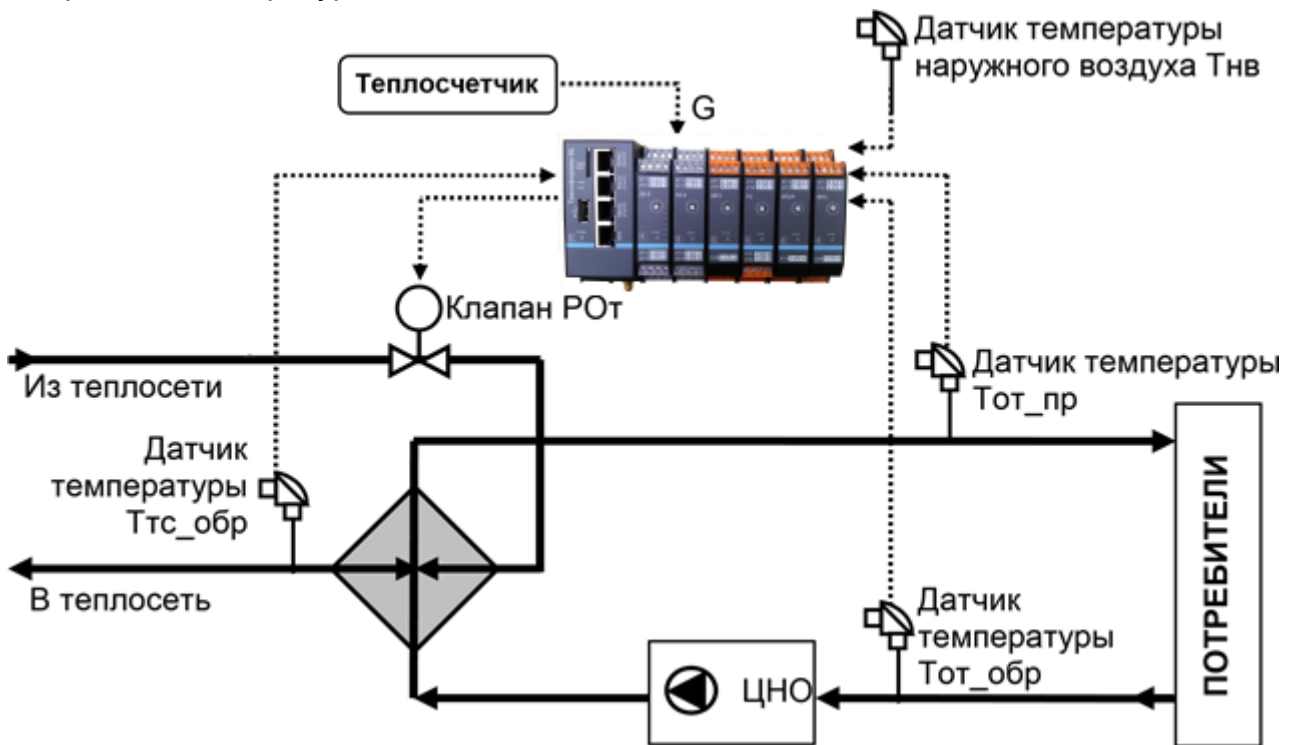 Датчик температуры
наружного воздуха Тнв
Теплосчетчик
G
Клапан РОт
Из теплосети
Датчик температуры
Тот_пр
Датчик
температуры
Ттс_обр
В теплосеть
Датчик
температуры
Тот_обр
ЦНО
ПОТРЕБИТЕЛИ